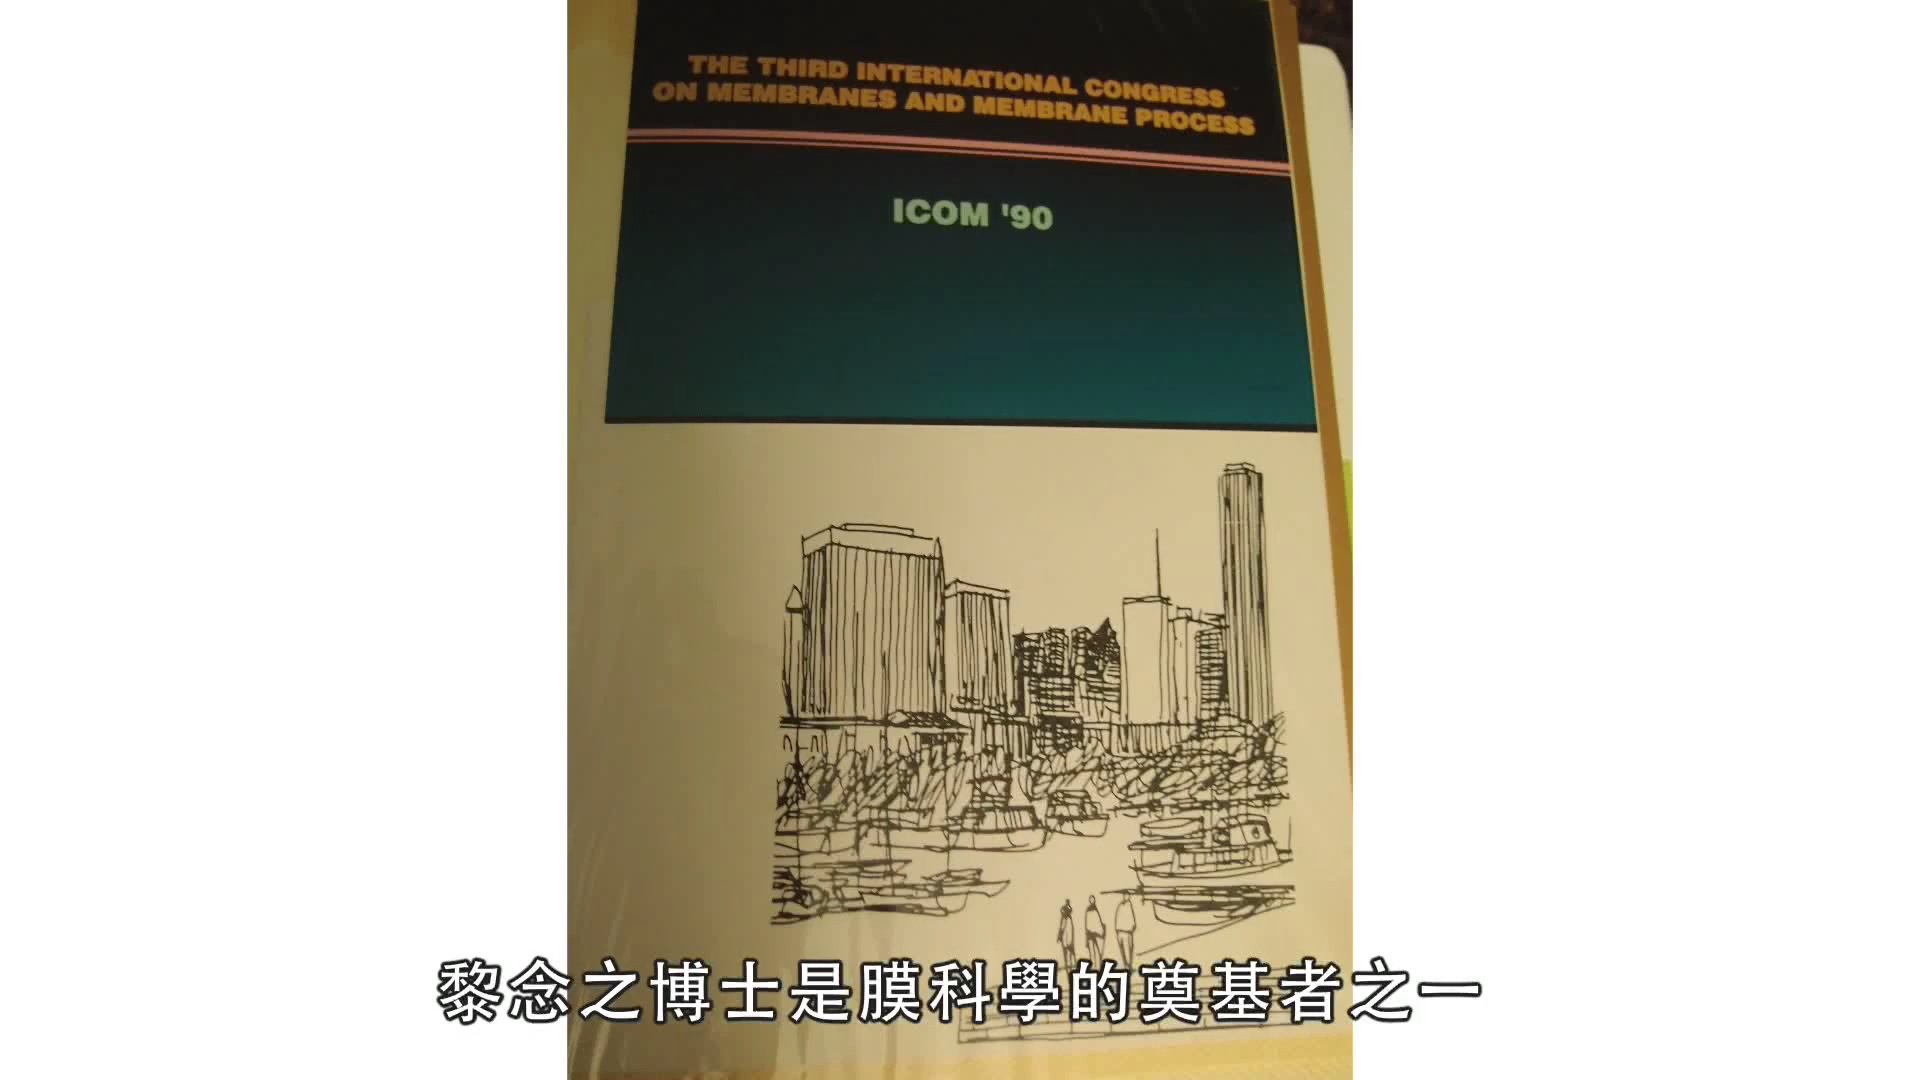 THE THIRD INTERNATIONAL CONGRESS
ON MEMBRANES AND MEMBRANE PROCESS
ICOM '90
黎念之博士是膜科學的奠基者之一